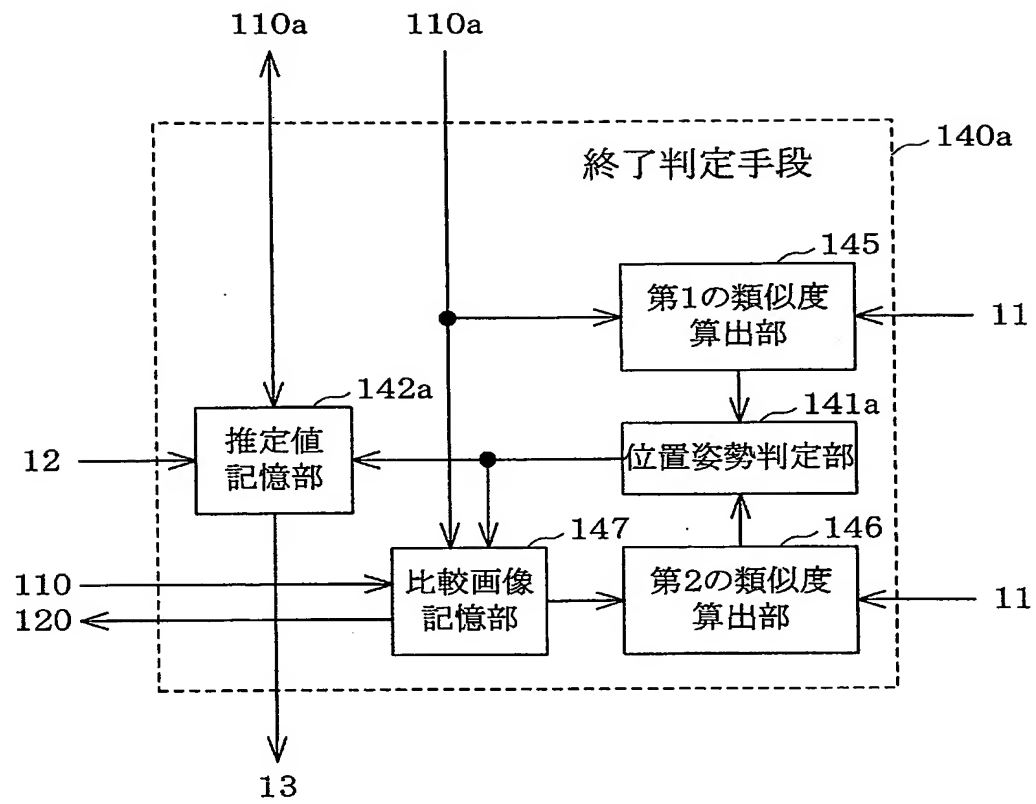 110a
110a
140a
終了判定手段
145
第1の類似度
算出部
11
142a
141a
推定値
記憶部
12
位置姿勢判定部
147
146
110
比較画像
記憶部
第2の類似度
算出部
11
120
13